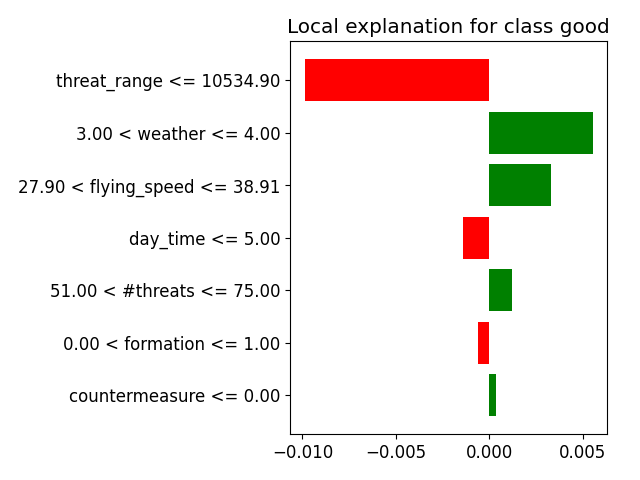 Local explanation for class good
threat_range <= 10534.90
3.00 < weather <= 4.00
27.90 < flying_speed <= 38.91
day_time <= 5.00
51.00 < #threats <= 75.00
0.00 < formation <= 1.00
countermeasure <= 0.00
−0.010 −0.005 0.000 0.005